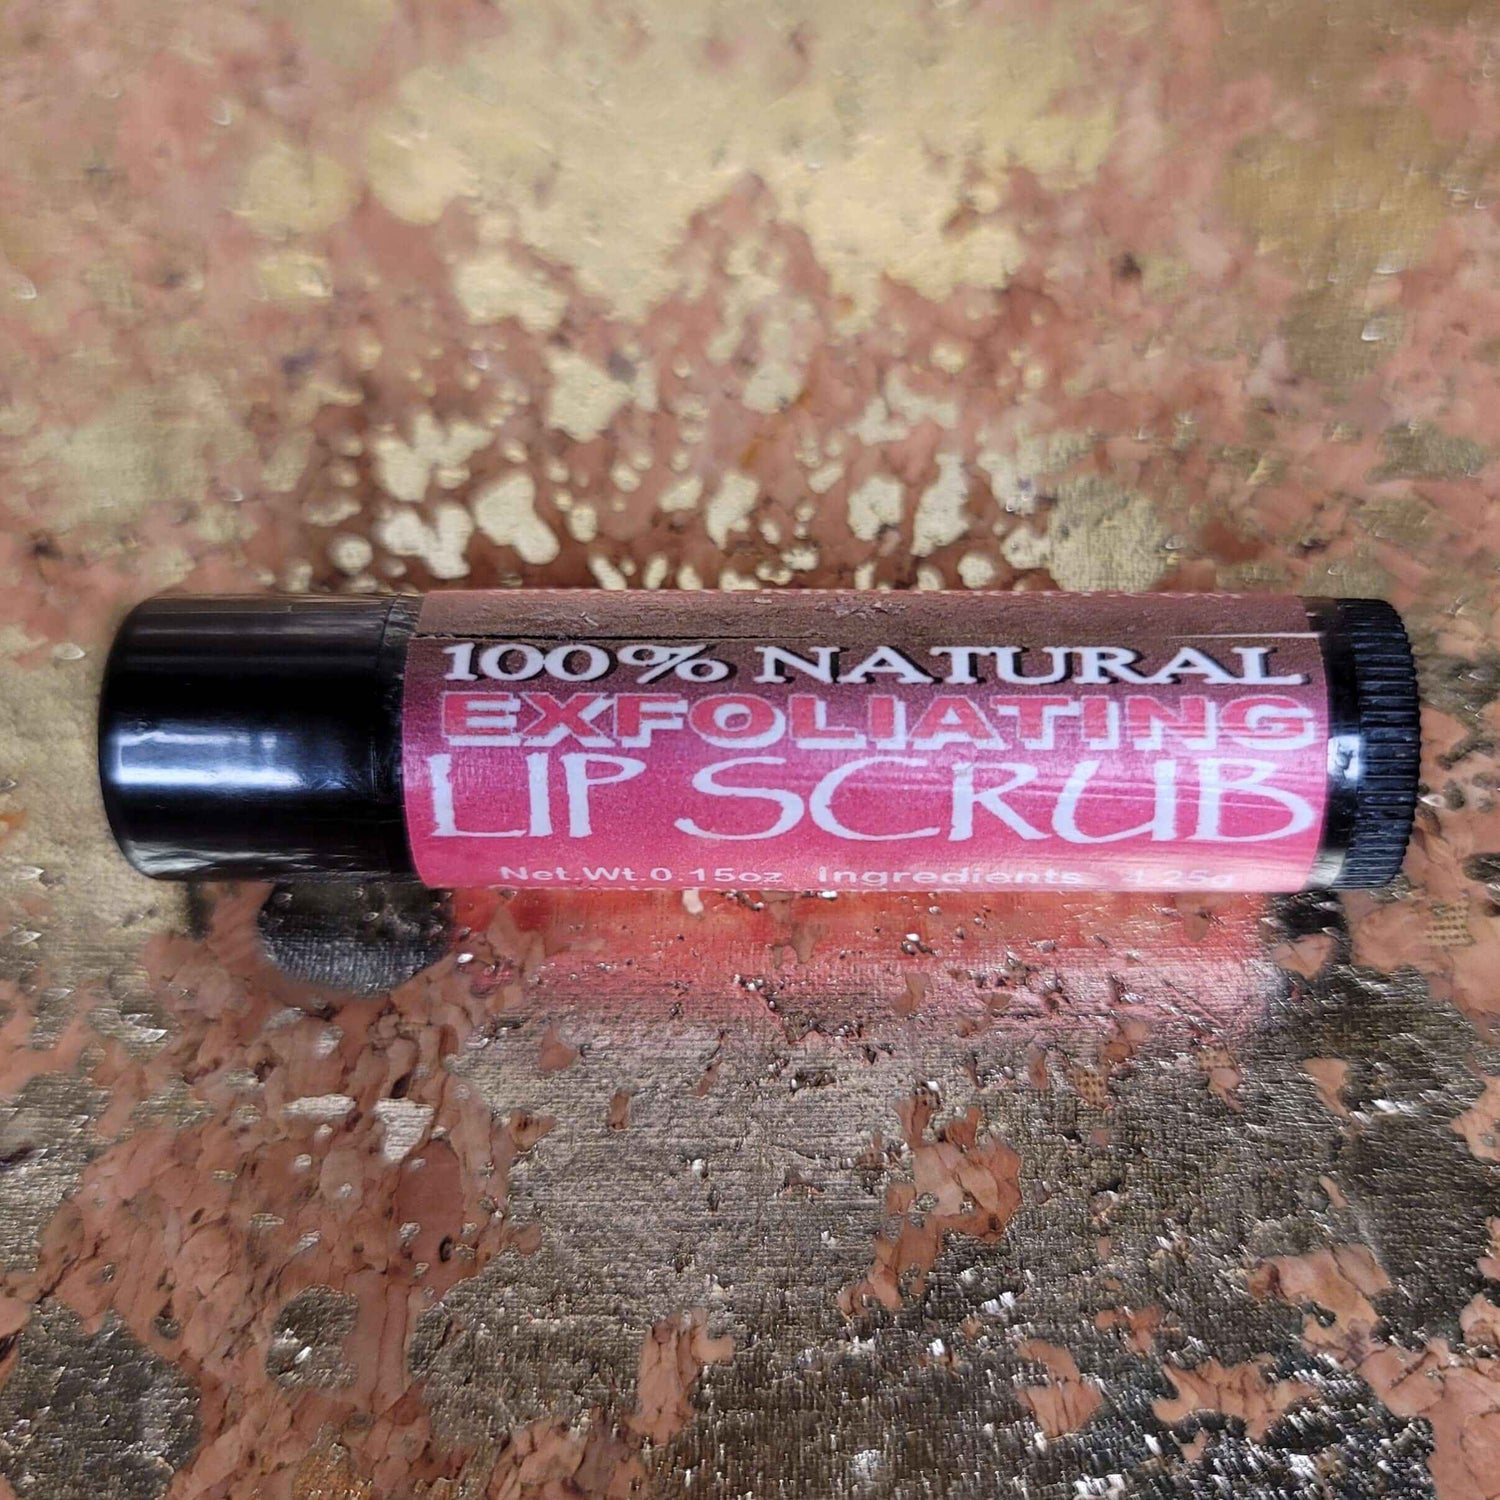 100% NATURAL
EXFOLIATING
LIP SCRUB
Net.Wt.0.15oz Ingredients 4.25g